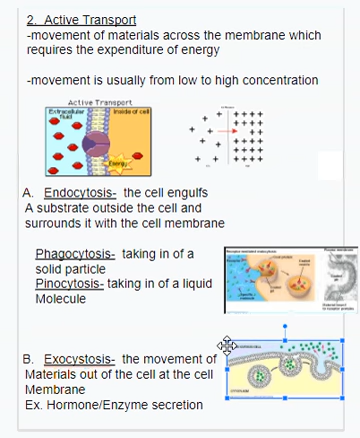 2. Active Transport
-movement of materials across the membrane which
requires the expenditure of energy
-movement is usually from low to high concentration
Active Transport
Extracellular fluid
Inside of cell
Energy
A. Endocytosis- the cell engulfs
A substrate outside the cell and
surrounds it with the cell membrane
Phagocytosis- taking in of a
solid particle
Pinocytosis- taking in of a liquid
Molecule
B. Exocystosis- the movement of
Materials out of the cell at the cell
Membrane
Ex. Hormone/Enzyme secretion